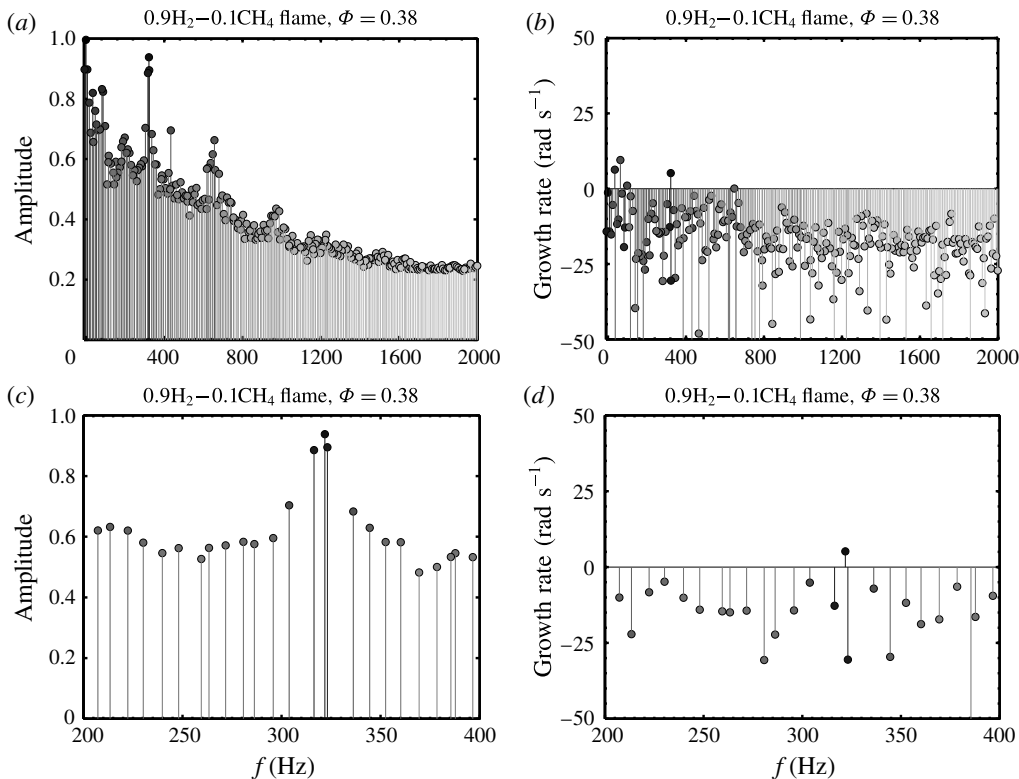 (a) 0.9H₂−0.1CH₄ flame, Φ = 0.38
1.0
0.8
0.6
0.4
0.2
0 400 800 1200 1600 2000
Amplitude
(b) 0.9H₂−0.1CH₄ flame, Φ = 0.38
50
25
0
−25
−50
0 400 800 1200 1600 2000
Growth rate (rad s⁻¹)
(c) 0.9H₂−0.1CH₄ flame, Φ = 0.38
1.0
0.8
0.6
0.4
0.2
0
200 250 300 350 400
Amplitude
f (Hz)
(d) 0.9H₂−0.1CH₄ flame, Φ = 0.38
50
25
0
−25
−50
200 250 300 350 400
Growth rate (rad s⁻¹)
f (Hz)